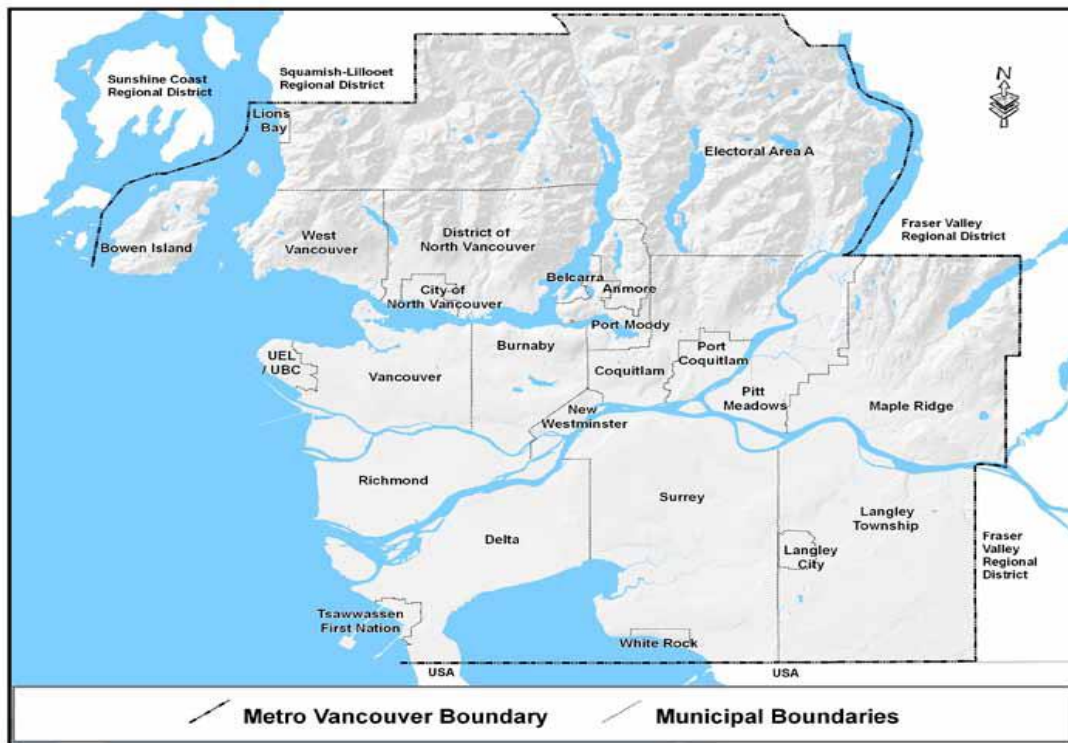 Sunshine Coast
Regional District
Squamish-Lillooet
Regional District
N
Lions
Bay
Electoral Area A
Fraser Valley
Regional District
Bowen Island
West
Vancouver
District of
North Vancouver
Belcarra
Anmore
City of
North Vancouver
Port Moody
UEL
/ UBC
Vancouver
Burnaby
Coquitlam
Port
Coquitlam
Pitt
Meadows
Maple Ridge
New
Westminster
Richmond
Surrey
Langley
Township
Delta
Langley
City
Fraser
Valley
Regional
District
Tsawwassen
First Nation
White Rock
USA
USA
Metro Vancouver Boundary
Municipal Boundaries